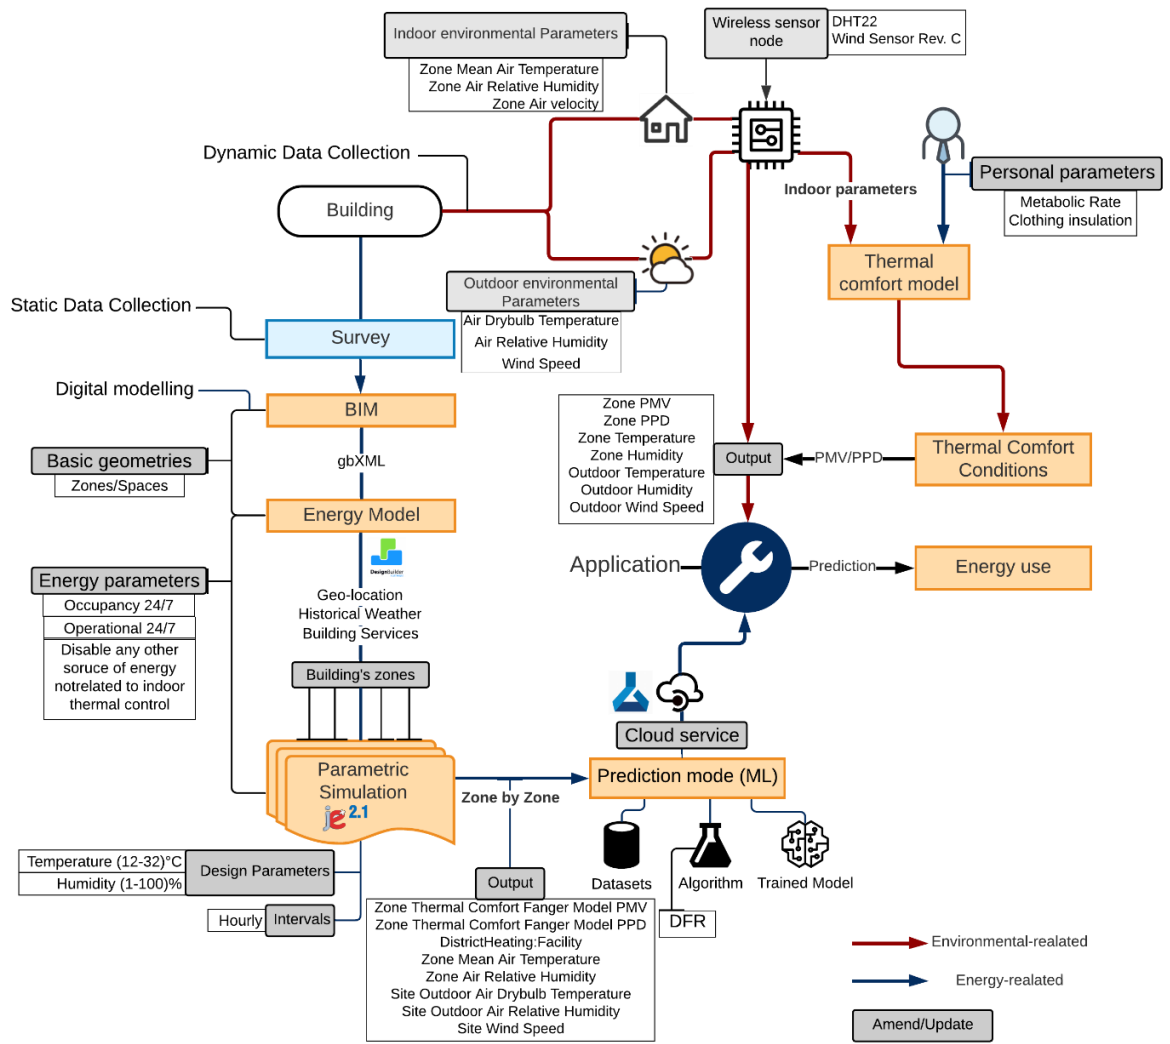 Indoor environmental Parameters
Zone Mean Air Temperature
Zone Air Relative Humidity
Zone Air velocity
Wireless sensor
node
DHT22
Wind Sensor Rev. C
Dynamic Data Collection
Building
Indoor parameters
Personal parameters
Metabolic Rate
Clothing insulation
Thermal
comfort model
Outdoor environmental
Parameters
Air Drybulb Temperature
Air Relative Humidity
Wind Speed
Static Data Collection
Survey
Digital modelling
BIM
gbXML
Basic geometries
Zones/Spaces
Energy Model
DesignBuilder
Energy parameters
Occupancy 24/7
Operational 24/7
Disable any other
soruce of energy
notrelated to indoor
thermal control
Geo-location
Historical Weather
Building Services
Building's zones
Zone PMV
Zone PPD
Zone Temperature
Zone Humidity
Outdoor Temperature
Outdoor Humidity
Outdoor Wind Speed
Output
PMV/PPD
Thermal Comfort
Conditions
Application
Prediction
Energy use
Cloud service
Prediction mode (ML)
Parametric
Simulation
je 2.1
Zone by Zone
Datasets
Algorithm
Trained Model
DFR
Temperature (12-32)°C
Humidity (1-100)%
Design Parameters
Hourly
Intervals
Output
Zone Thermal Comfort Fanger Model PMV
Zone Thermal Comfort Fanger Model PPD
DistrictHeating:Facility
Zone Mean Air Temperature
Zone Air Relative Humidity
Site Outdoor Air Drybulb Temperature
Site Outdoor Air Relative Humidity
Site Wind Speed
Environmental-realated
Energy-realated
Amend/Update